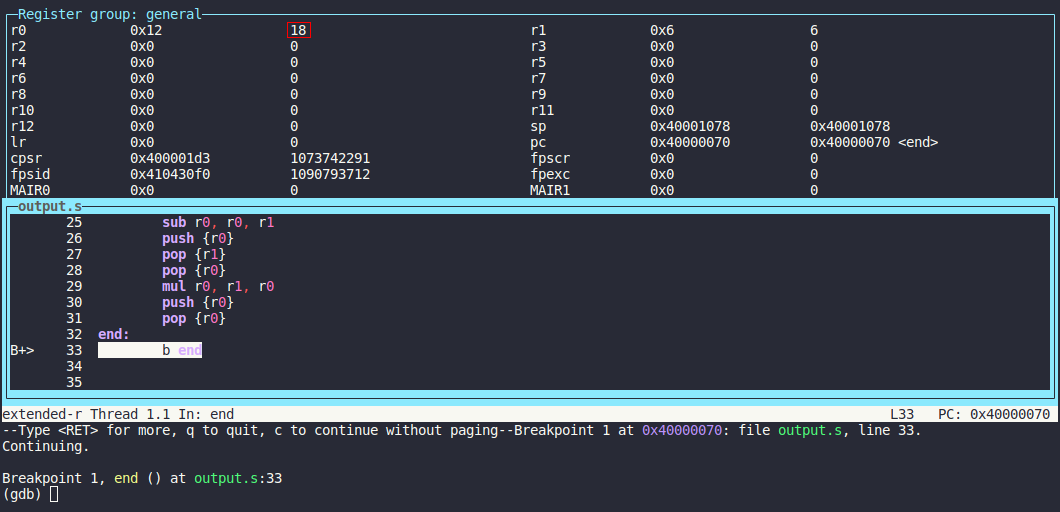 Register group: general
r0 0x12 18 r1 0x6 6
r2 0x0 0 r3 0x0 0
r4 0x0 0 r5 0x0 0
r6 0x0 0 r7 0x0 0
r8 0x0 0 r9 0x0 0
r10 0x0 0 r11 0x0 0
r12 0x0 0 sp 0x40001078 0x40001078
lr 0x0 0 pc 0x40000070 0x40000070 <end>
cpsr 0x400001d3 1073742291 fpscr 0x0 0
fpsid 0x410430f0 1090793712 fpexc 0x0 0
MAIR0 0x0 0 MAIR1 0x0 0
output.s
25 sub r0, r0, r1
26 push {r0}
27 pop {r1}
28 pop {r0}
29 mul r0, r1, r0
30 push {r0}
31 pop {r0}
32 end:
B+> 33 b end
34
35
extended-r Thread 1.1 In: end L33 PC: 0x40000070
--Type <RET> for more, q to quit, c to continue without paging--Breakpoint 1 at 0x40000070: file output.s, line 33.
Continuing.
Breakpoint 1, end () at output.s:33
(gdb)